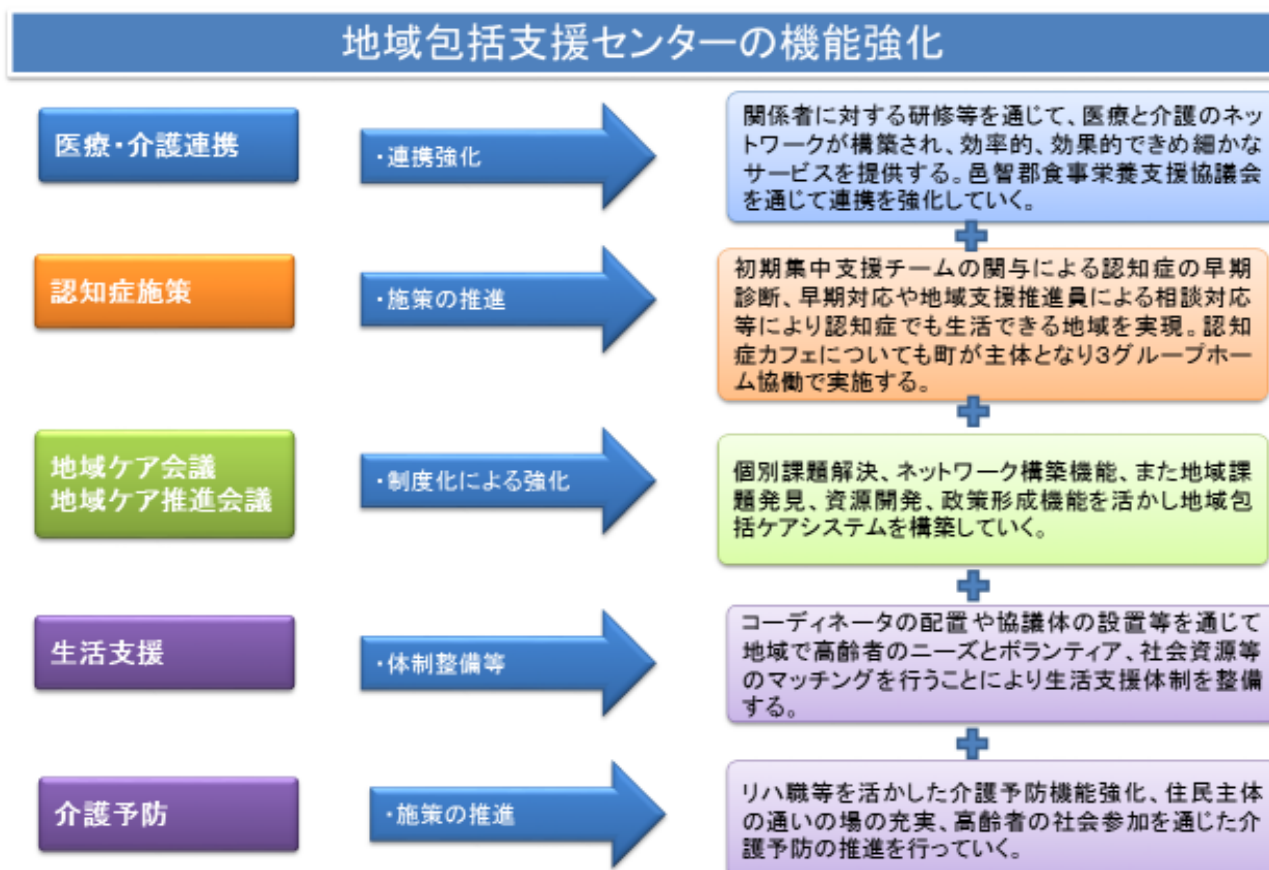 地域包括支援センターの機能強化
医療・介護連携
・連携強化
関係者に対する研修等を通じて、医療と介護のネッ
トワークが構築され、効率的、効果的できめ細かな
サービスを提供する。邑智郡食事栄養支援協議会
を通じて連携を強化していく。
認知症施策
・施策の推進
初期集中支援チームの関与による認知症の早期
診断、早期対応や地域支援推進員による相談対応
等により認知症でも生活できる地域を実現。認知
症カフェについても町が主体となり3グループホー
ム協働で実施する。
地域ケア会議
地域ケア推進会議
・制度化による強化
個別課題解決、ネットワーク構築機能、また地域課
題発見、資源開発、政策形成機能を活かし地域包
括ケアシステムを構築していく。
生活支援
・体制整備等
コーディネータの配置や協議体の設置等を通じて
地域で高齢者のニーズとボランティア、社会資源等
のマッチングを行うことにより生活支援体制を整備
する。
介護予防
・施策の推進
リハ職等を活かした介護予防機能強化、住民主体
の通いの場の充実、高齢者の社会参加を通じた介
護予防の推進を行っていく。